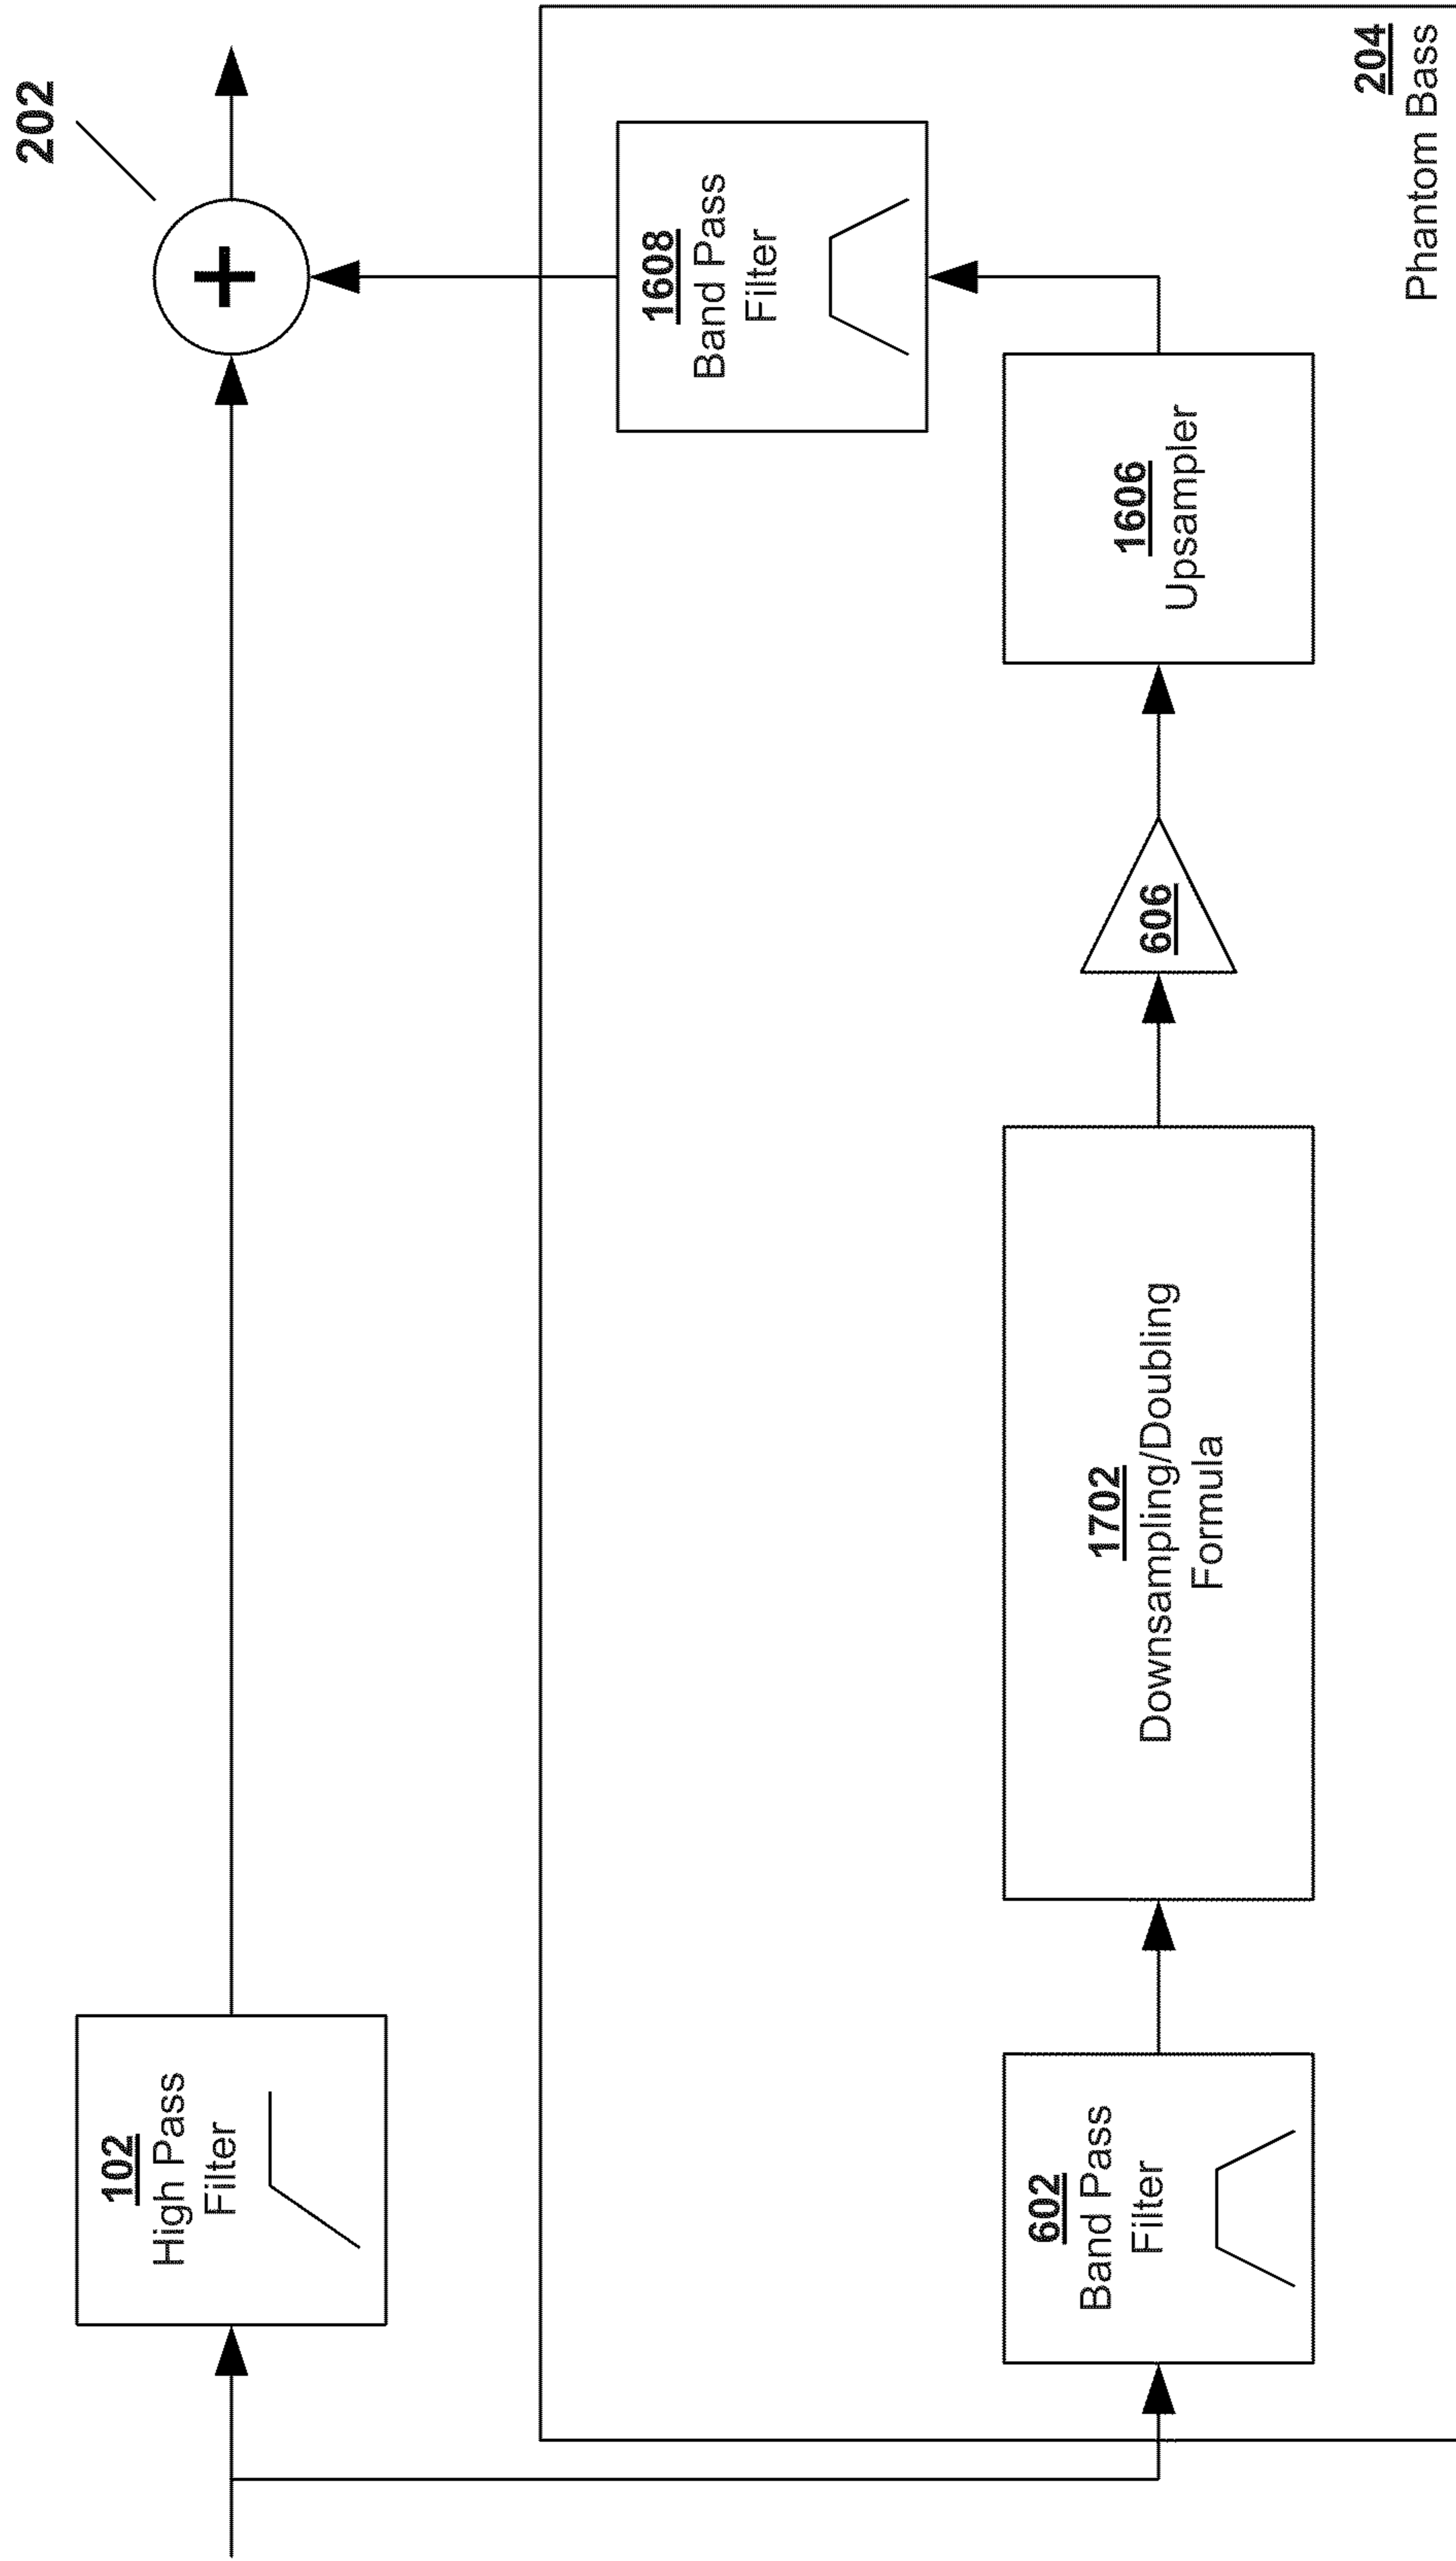 102
High Pass
Filter
202
+
602
Band Pass
Filter
1702
Downsampling/Doubling
Formula
606
1606
Upsampler
1608
Band Pass
Filter
204
Phantom Bass